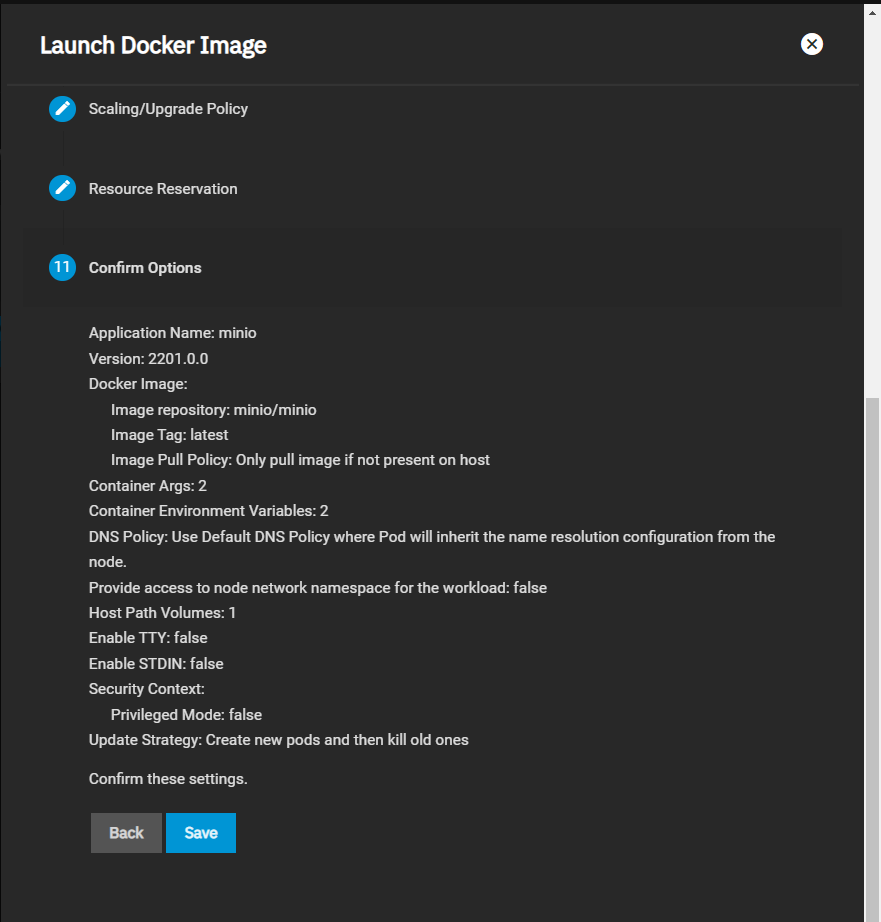 Launch Docker Image
Scaling/Upgrade Policy
Resource Reservation
11 Confirm Options
Application Name: minio
Version: 2201.0.0
Docker Image:
Image repository: minio/minio
Image Tag: latest
Image Pull Policy: Only pull image if not present on host
Container Args: 2
Container Environment Variables: 2
DNS Policy: Use Default DNS Policy where Pod will inherit the name resolution configuration from the
node.
Provide access to node network namespace for the workload: false
Host Path Volumes: 1
Enable TTY: false
Enable STDIN: false
Security Context:
Privileged Mode: false
Update Strategy: Create new pods and then kill old ones
Confirm these settings.
Back Save